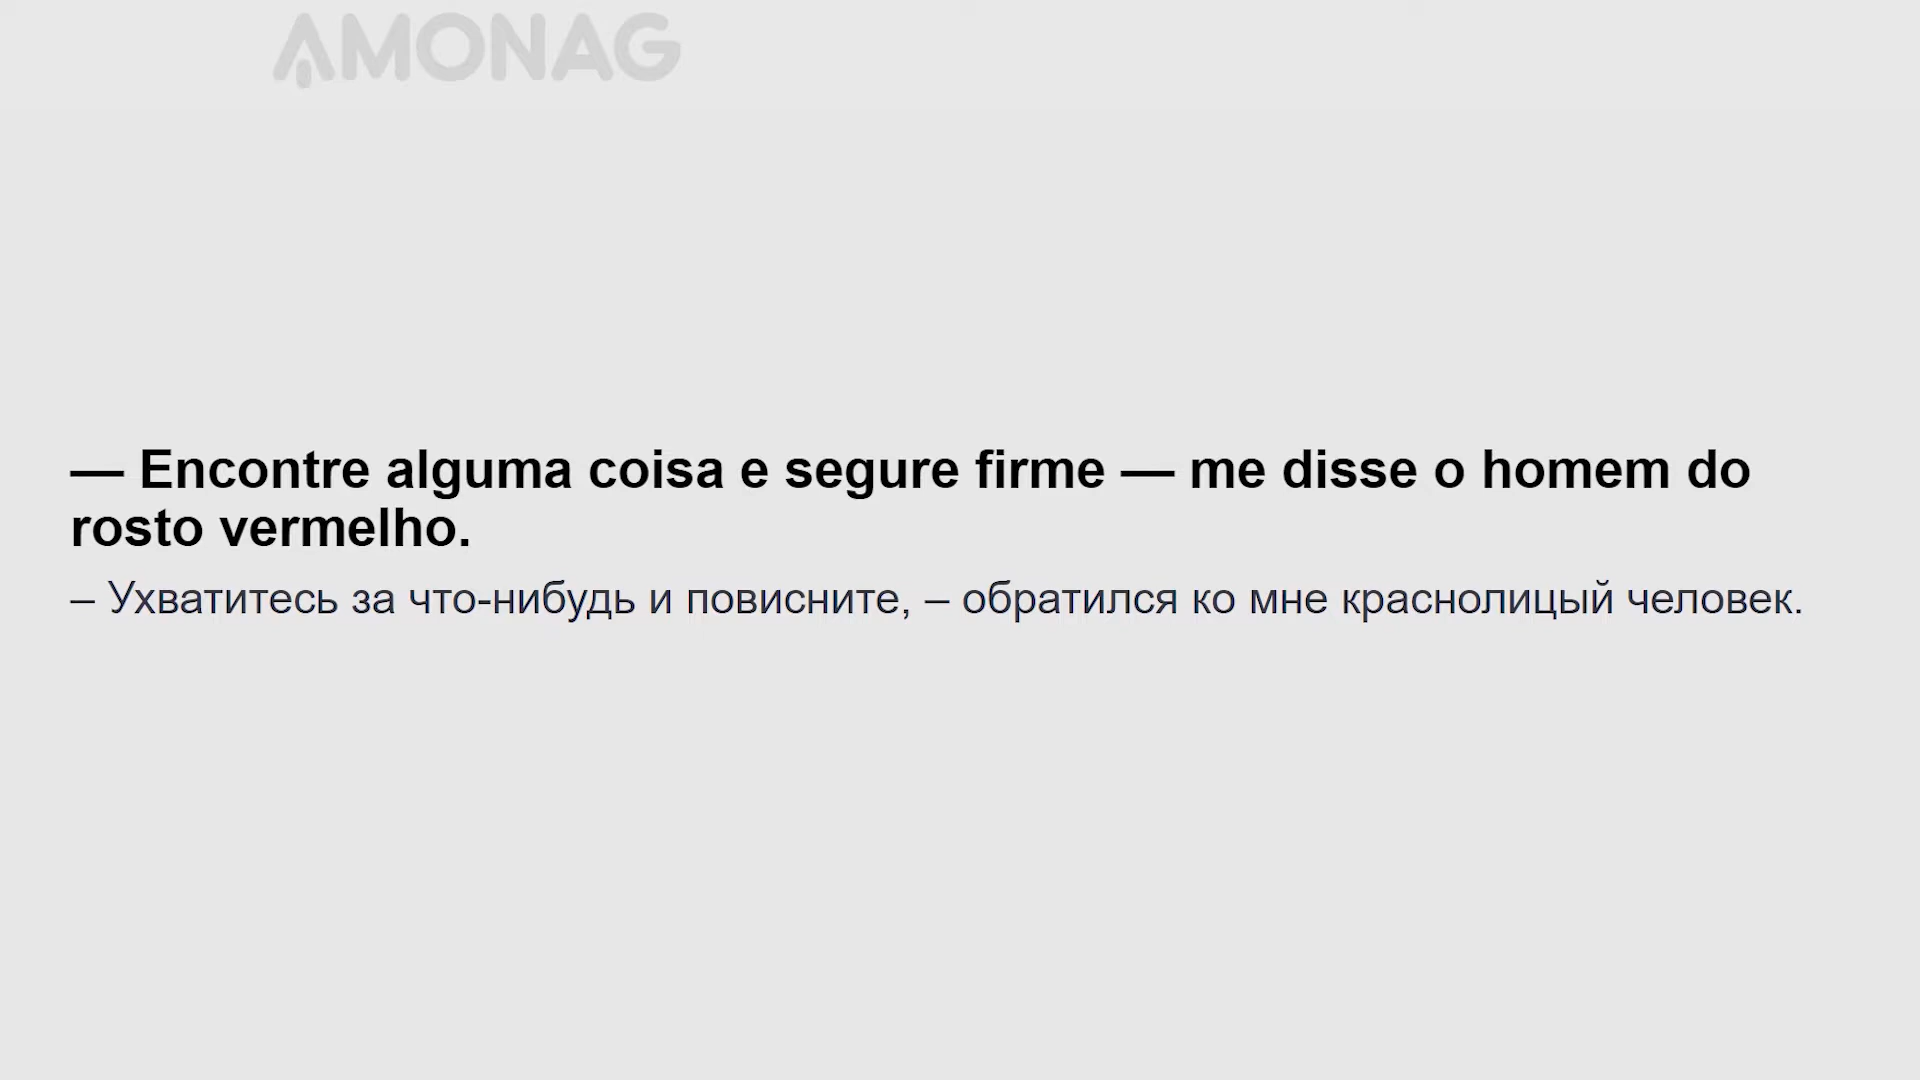 AMONAG
— Encontre alguma coisa e segure firme — me disse o homem do
rosto vermelho.
– Ухватитесь за что-нибудь и повисните, – обратился ко мне краснолицый человек.